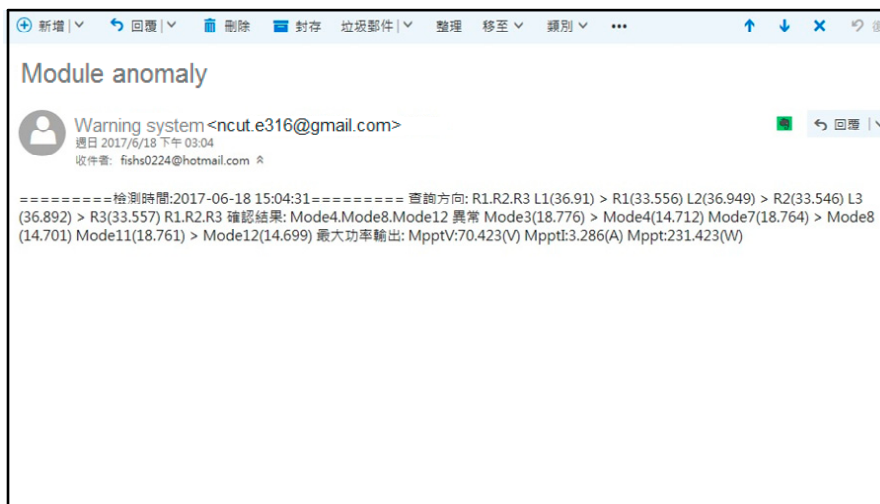 新增 | 回覆 | 刪除 封存 垃圾郵件 | 整理 移至 類別 •••
Module anomaly
Warning system <ncut.e316@gmail.com>
回覆 |
週日 2017/6/18 下午 03:04
收件者: fishs0224@hotmail.com
=========檢測時間:2017-06-18 15:04:31========= 查詢方向: R1.R2.R3 L1(36.91) > R1(33.556) L2(36.949) > R2(33.546) L3
(36.892) > R3(33.557) R1.R2.R3 確認結果: Mode4.Mode8.Mode12 異常 Mode3(18.776) > Mode4(14.712) Mode7(18.764) > Mode8
(14.701) Mode11(18.761) > Mode12(14.699) 最大功率輸出: MpptV:70.423(V) MpptI:3.286(A) Mppt:231.423(W)